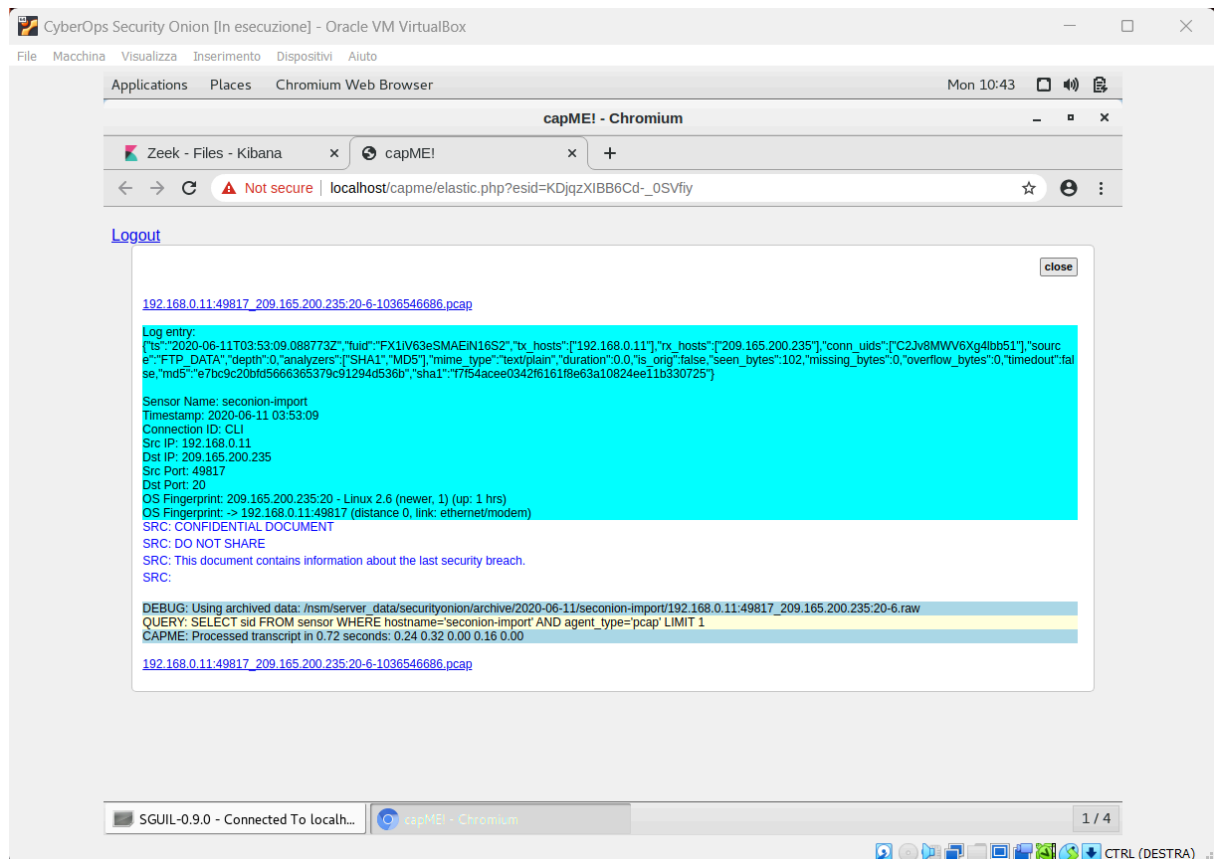 CyberOps Security Onion [In esecuzione] - Oracle VM VirtualBox
File Macchina Visualizza Inserimento Dispositivi Aiuto
Applications Places Chromium Web Browser Mon 10:43
capME! - Chromium
Zeek - Files - Kibana capME!
Not secure localhost/capme/elastic.php?esid=KDjqzXIBB6Cd-_0SVfiy
Logout
close
192.168.0.11:49817_209.165.200.235:20-6-1036546686.pcap
Log entry:
{"ts":"2020-06-11T03:53:09.088773Z","fuid":"FX1iV63eSMAEiN16S2","tx_hosts":["192.168.0.11"],"rx_hosts":["209.165.200.235"],"conn_uids":["C2Jv8MWV6Xg4lbb51"],"sourc
e":"FTP_DATA","depth":0,"analyzers":["SHA1","MD5"],"mime_type":"text/plain","duration":0.0,"is_orig":false,"seen_bytes":102,"missing_bytes":0,"overflow_bytes":0,"timedout":fal
se,"md5":"e7bc9c20bfd5666365379c91294d536b","sha1":"f7f54acee0342f6161f8e63a10824ee11b330725"}
Sensor Name: seconion-import
Timestamp: 2020-06-11 03:53:09
Connection ID: CLI
Src IP: 192.168.0.11
Dst IP: 209.165.200.235
Src Port: 49817
Dst Port: 20
OS Fingerprint: 209.165.200.235:20 - Linux 2.6 (newer, 1) (up: 1 hrs)
OS Fingerprint: -> 192.168.0.11:49817 (distance 0, link: ethernet/modem)
SRC: CONFIDENTIAL DOCUMENT
SRC: DO NOT SHARE
SRC: This document contains information about the last security breach.
SRC:
DEBUG: Using archived data: /nsm/server_data/securityonion/archive/2020-06-11/seconion-import/192.168.0.11:49817_209.165.200.235:20-6.raw
QUERY: SELECT sid FROM sensor WHERE hostname='seconion-import' AND agent_type='pcap' LIMIT 1
CAPME: Processed transcript in 0.72 seconds: 0.24 0.32 0.00 0.16 0.00
192.168.0.11:49817_209.165.200.235:20-6-1036546686.pcap
SGUIL-0.9.0 - Connected To localh... capME! - Chromium 1 / 4
CTRL (DESTRA)